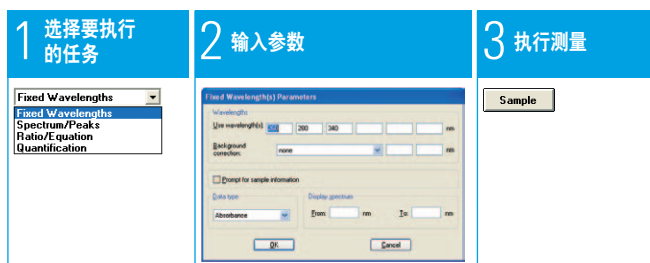 1 选择要执行
的任务
Fixed Wavelengths
Fixed Wavelengths
Spectrum/Peaks
Ratio/Equation
Quantification
2 输入参数
Fixed Wavelength(s) Parameters
Wavelengths
Use wavelength(s): 280 340 nm
Background
correction: none nm
Prompt for sample information
Data type
Absorbance
Display spectrum
From: nm To: nm
OK Cancel
3 执行测量
Sample